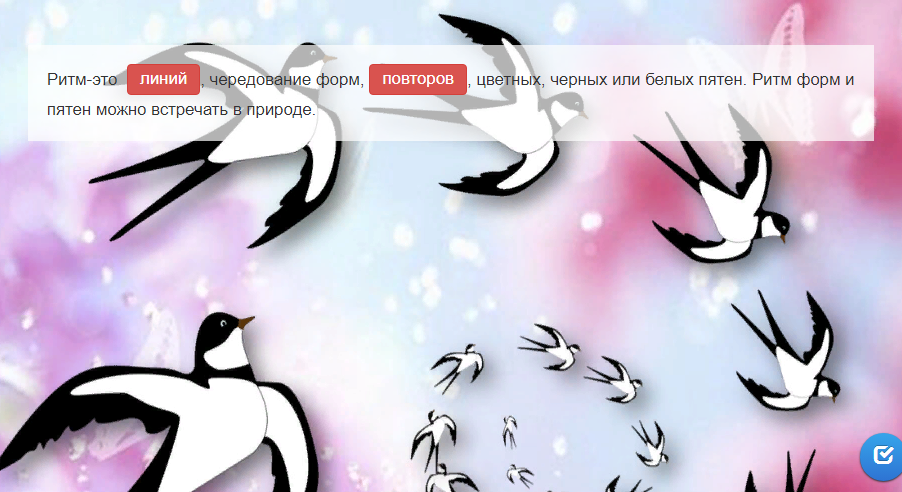 Ритм-это линий, чередование форм, повторов, цветных, черных или белых пятен. Ритм форм и
пятен можно встречать в природе.